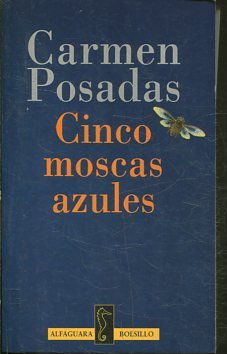 Carmen
Posadas
Cinco
moscas
azules
ALFAGUARA BOLSILLO